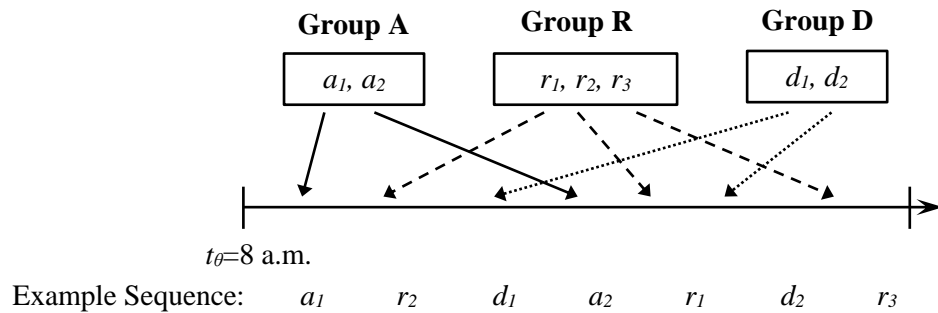 Group A Group R Group D
a₁, a₂ r₁, r₂, r₃ d₁, d₂
t₀=8 a.m.
Example Sequence: a₁ r₂ d₁ a₂ r₁ d₂ r₃